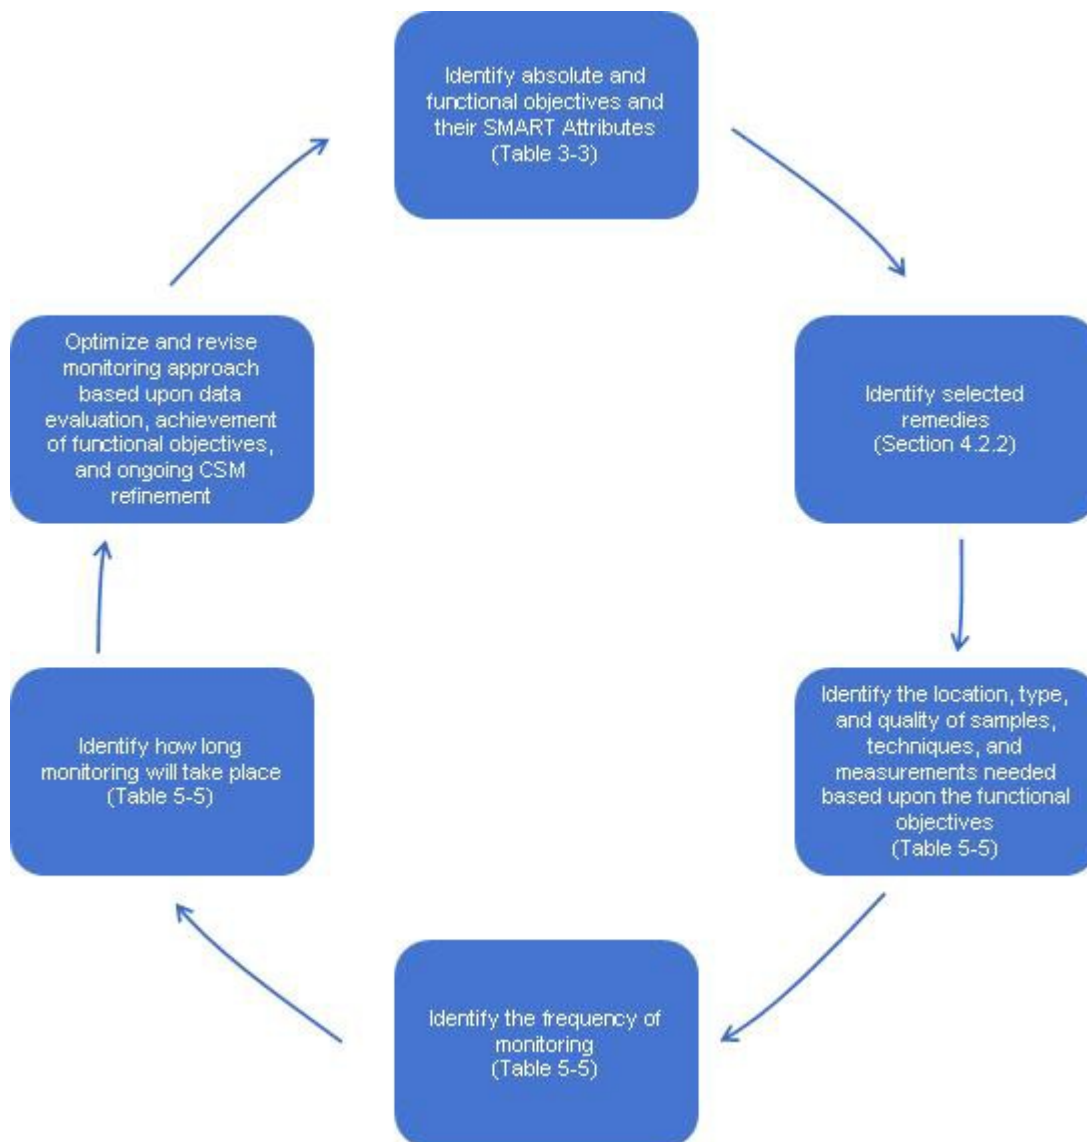 Identify absolute and
functional objectives and
their SMART Attributes
(Table 3-3)
Identify selected
remedies
(Section 4.2.2)
Identify the location, type,
and quality of samples,
techniques, and
measurements needed
based upon the functional
objectives
(Table 5-5)
Identify the frequency of
monitoring
(Table 5-5)
Identify how long
monitoring will take place
(Table 5-5)
Optimize and revise
monitoring approach
based upon data
evaluation, achievement
of functional objectives,
and ongoing CSM
refinement